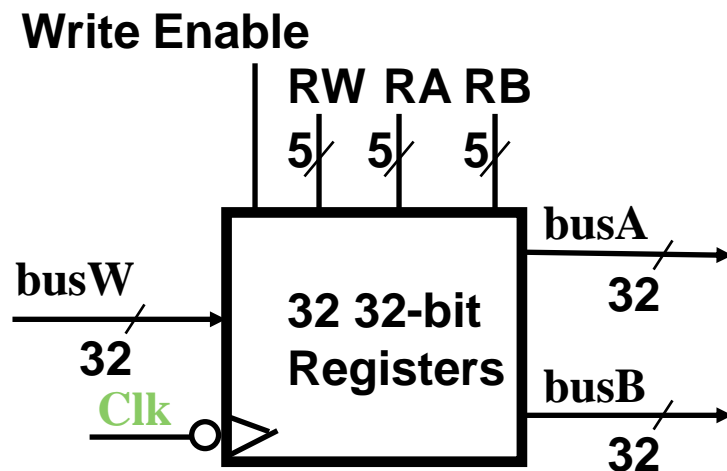 Write Enable
RW RA RB
5 5 5
busA
busW
32 32-bit
32
32
Registers
Clk
busB
32